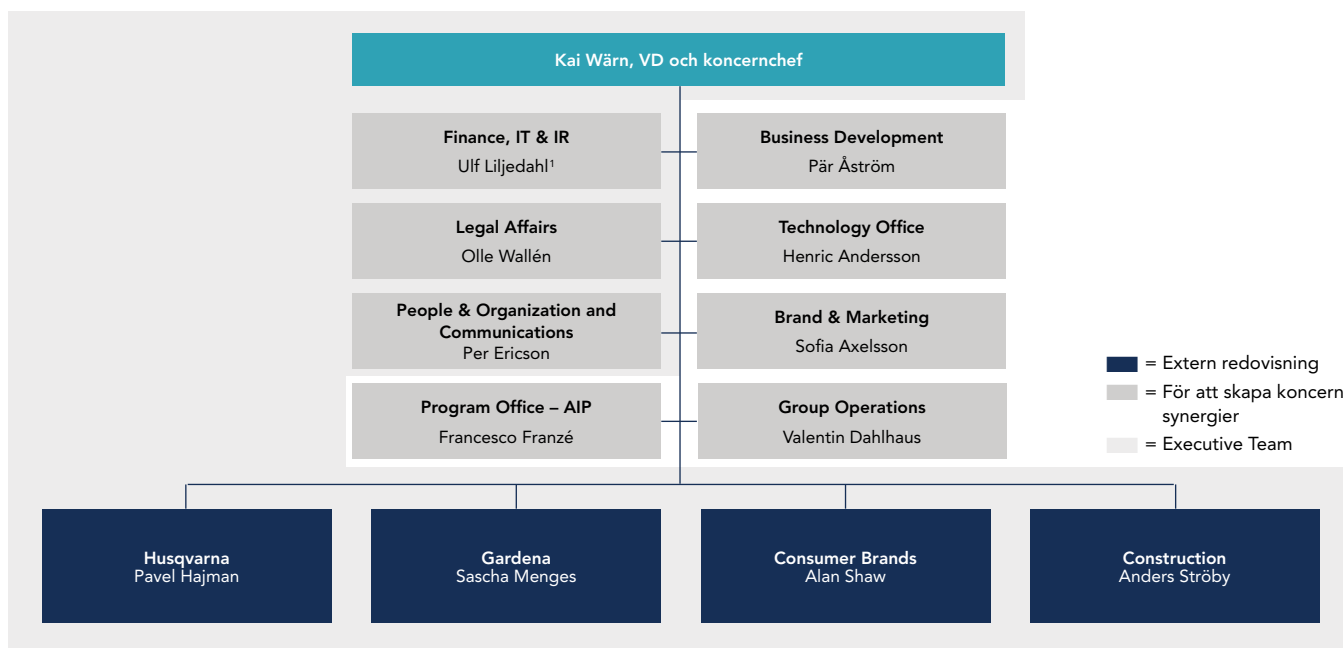 Kai Wärn, VD och koncernchef
Finance, IT & IR
Ulf Liljedahl¹
Business Development
Pär Åström
Legal Affairs
Olle Wallén
Technology Office
Henric Andersson
People & Organization and
Communications
Per Ericson
Brand & Marketing
Sofia Axelsson
Program Office – AIP
Francesco Franzé
Group Operations
Valentin Dahlhaus
= Extern redovisning
= För att skapa koncern
synergier
= Executive Team
Husqvarna
Pavel Hajman
Gardena
Sascha Menges
Consumer Brands
Alan Shaw
Construction
Anders Ströby